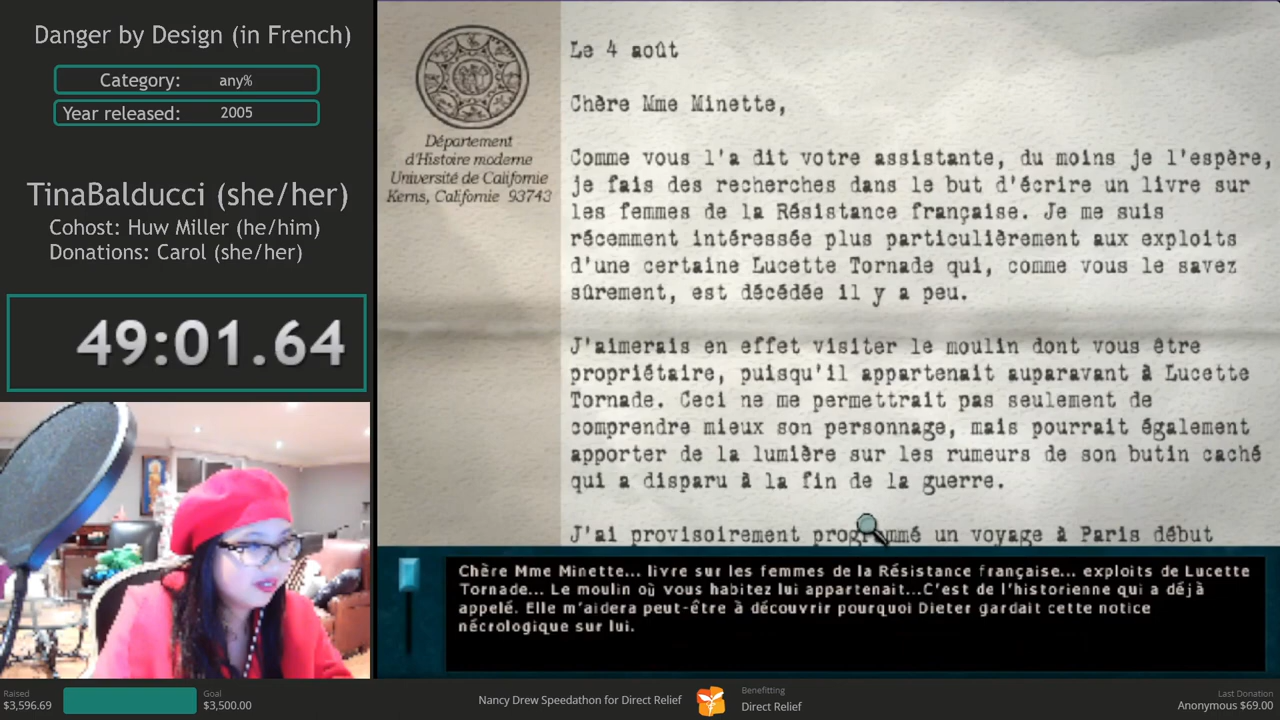 Danger by Design (in French)
Category: any%
Year released: 2005
TinaBalducci (she/her)
Cohost: Huw Miller (he/him)
Donations: Carol (she/her)
49:01.64
Département
d'Histoire moderne
Université de Californie
Kerns, Californie 93743
Le 4 août
Chère Mme Minette,
Comme vous l'a dit votre assistante, du moins je l'espère,
je fais des recherches dans le but d'écrire un livre sur
les femmes de la Résistance française. Je me suis
récemment intéressée plus particulièrement aux exploits
d'une certaine Lucette Tornade qui, comme vous le savez
sûrement, est décédée il y a peu.
J'aimerais en effet visiter le moulin dont vous être
propriétaire, puisqu'il appartenait auparavant à Lucette
Tornade. Ceci ne me permettrait pas seulement de
comprendre mieux son personnage, mais pourrait également
apporter de la lumière sur les rumeurs de son butin caché
qui a disparu à la fin de la guerre.
J'ai provisoirement programmé un voyage à Paris début
Chère Mme Minette... livre sur les femmes de la Résistance française... exploits de Lucette
Tornade... Le moulin où vous habitez lui appartenait...C'est de l'historienne qui a déjà
appelé. Elle m'aidera peut-être à découvrir pourquoi Dieter gardait cette notice
nécrologique sur lui.
Raised
$3,596.69
Goal
$3,500.00
Nancy Drew Speedathon for Direct Relief
Benefitting
Direct Relief
Last Donation
Anonymous $69.00